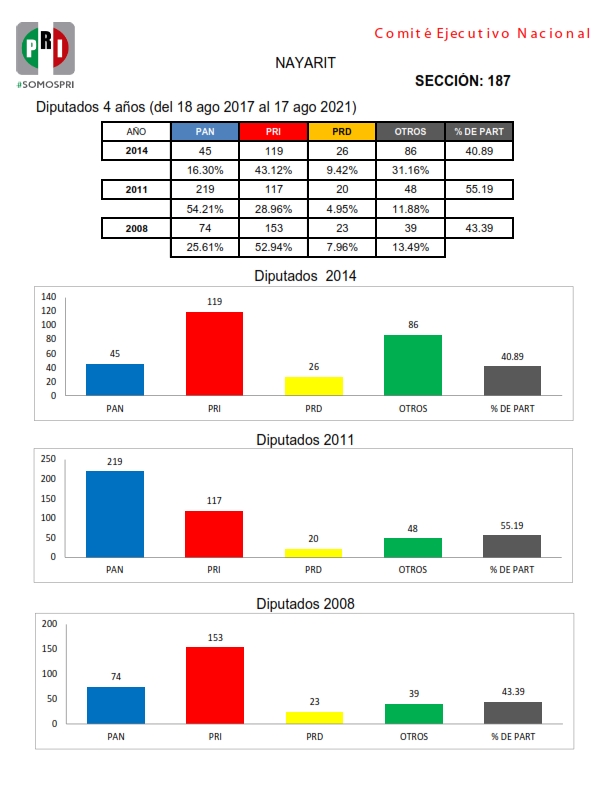 PRI
#SOMOSPRI
Comité Ejecutivo Nacional
NAYARIT
SECCIÓN: 187
Diputados 4 años (del 18 ago 2017 al 17 ago 2021)
AÑO PAN PRI PRD OTROS % DE PART
2014 45 119 26 86 40.89
16.30% 43.12% 9.42% 31.16%
2011 219 117 20 48 55.19
54.21% 28.96% 4.95% 11.88%
2008 74 153 23 39 43.39
25.61% 52.94% 7.96% 13.49%
Diputados 2014
140
120
100
80
60
40
20
0
45
119
26
86
40.89
PAN PRI PRD OTROS % DE PART
Diputados 2011
250
200
150
100
50
0
219
117
20
48
55.19
PAN PRI PRD OTROS % DE PART
Diputados 2008
200
150
100
50
0
74
153
23
39
43.39
PAN PRI PRD OTROS % DE PART